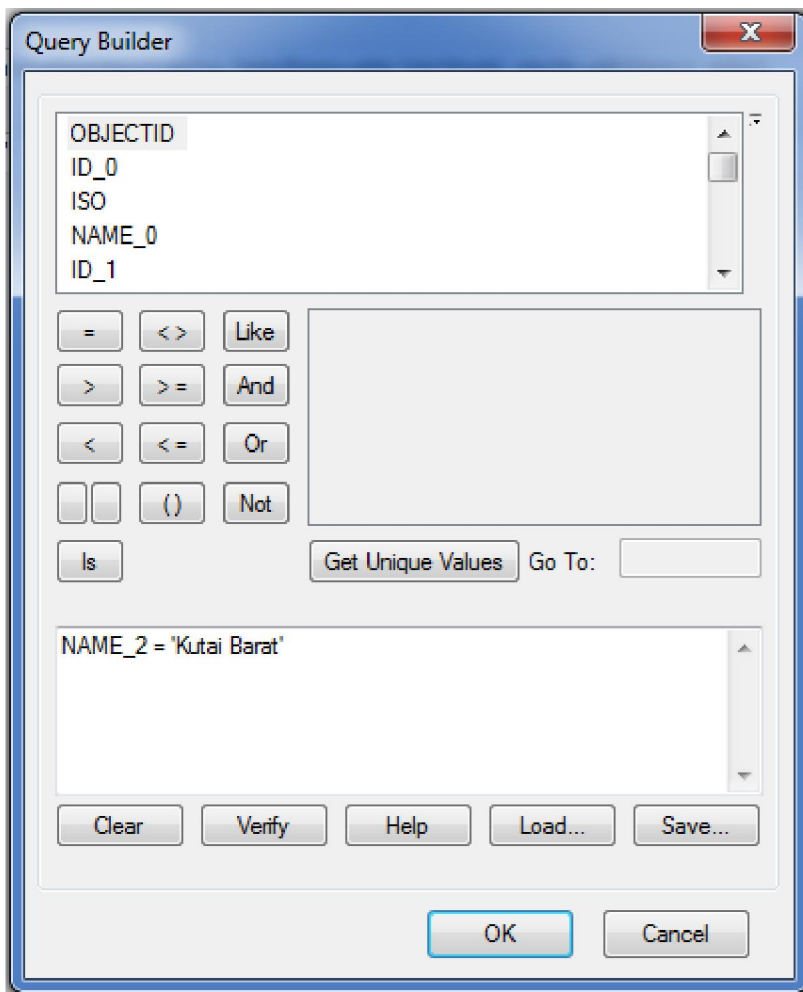 Query Builder
OBJECTID
ID_0
ISO
NAME_0
ID_1
= < > Like
> > = And
< < = Or
( ) Not
Is Get Unique Values Go To:
NAME_2 = 'Kutai Barat'
Clear Verify Help Load... Save...
OK Cancel